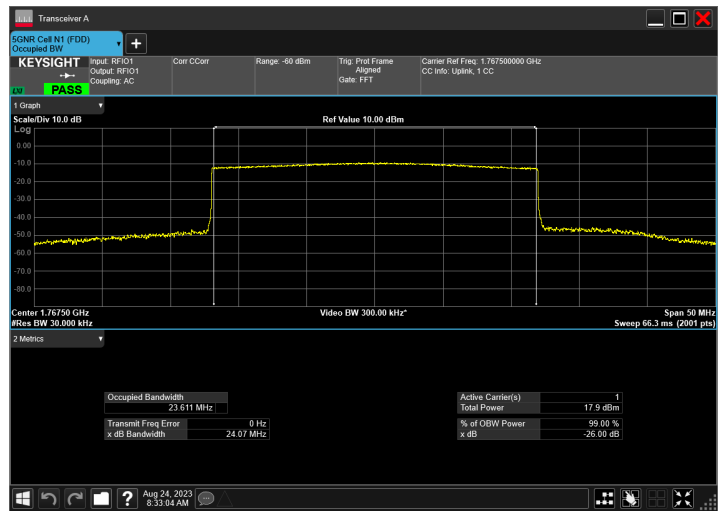 Transceiver A
5GNR Cell N1 (FDD)
Occupied BW
KEYSIGHT
LXI
PASS
Input: RFIO1
Output: RFIO1
Coupling: AC
Corr CCorr
Range: -60 dBm
Trig: Prot Frame
Aligned
Gate: FFT
Carrier Ref Freq: 1.767500000 GHz
CC Info: Uplink, 1 CC
1 Graph
Scale/Div 10.0 dB
Ref Value 10.00 dBm
Log
0.00
-10.0
-20.0
-30.0
-40.0
-50.0
-60.0
-70.0
-80.0
Center 1.76750 GHz
Video BW 300.00 kHz*
Span 50 MHz
#Res BW 30.000 kHz
Sweep 66.3 ms (2001 pts)
2 Metrics
Occupied Bandwidth
23.611 MHz
Transmit Freq Error 0 Hz
x dB Bandwidth 24.07 MHz
Active Carrier(s) 1
Total Power 17.9 dBm
% of OBW Power 99.00 %
x dB -26.00 dB
Aug 24, 2023
8:33:04 AM